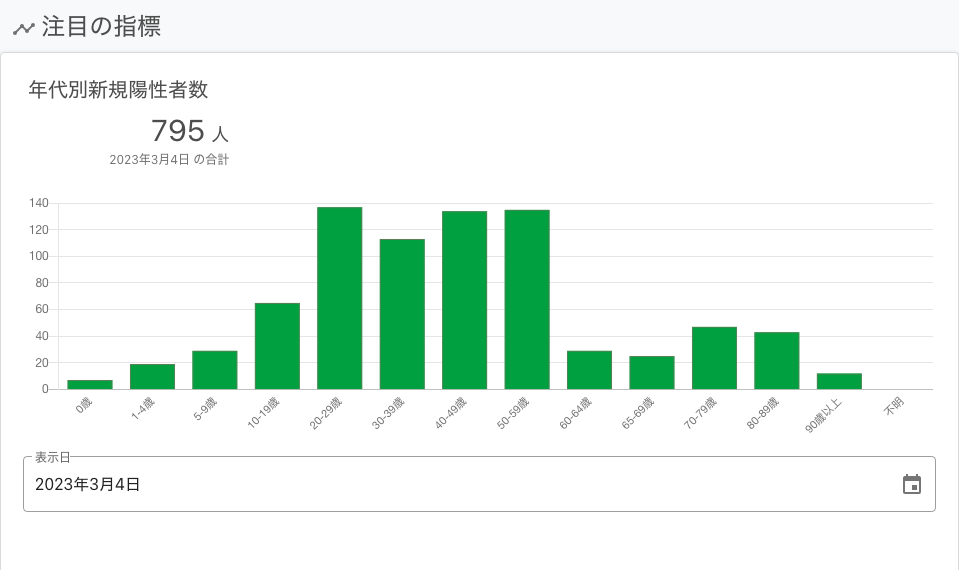 注目の指標
年代別新規陽性者数
795 人
2023年3月4日 の合計
140
120
100
80
60
40
20
0
0歳
1-4歳
5-9歳
10-19歳
20-29歳
30-39歳
40-49歳
50-59歳
60-64歳
65-69歳
70-79歳
80-89歳
90歳以上
不明
表示日
2023年3月4日